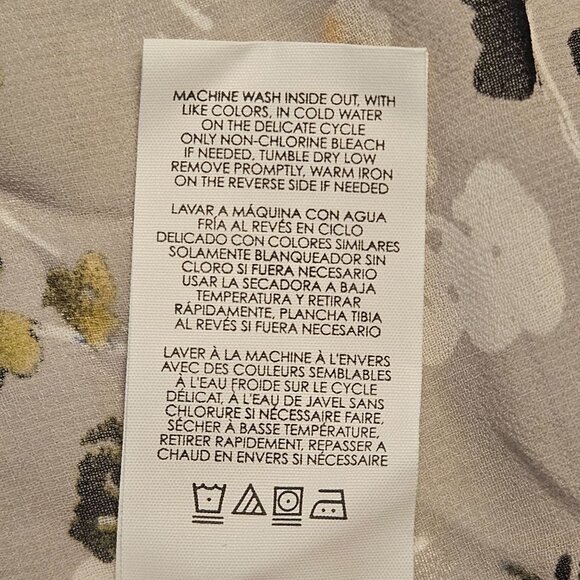 MACHINE WASH INSIDE OUT, WITH
LIKE COLORS, IN COLD WATER
ON THE DELICATE CYCLE
ONLY NON-CHLORINE BLEACH
IF NEEDED, TUMBLE DRY LOW
REMOVE PROMPTLY, WARM IRON
ON THE REVERSE SIDE IF NEEDED
LAVAR A MÁQUINA CON AGUA
FRÍA AL REVÉS EN CICLO
DELICADO CON COLORES SIMILARES
SOLAMENTE BLANQUEADOR SIN
CLORO SI FUERA NECESARIO
USAR LA SECADORA A BAJA
TEMPERATURA Y RETIRAR
RÁPIDAMENTE, PLANCHA TIBIA
AL REVÉS SI FUERA NECESARIO
LAVER À LA MACHINE À L'ENVERS
AVEC DES COULEURS SEMBLABLES
À L'EAU FROIDE SUR LE CYCLE
DÉLICAT, À L'EAU DE JAVEL SANS
CHLORURE SI NÉCESSAIRE FAIRE,
SÉCHER À BASSE TEMPÉRATURE,
RETIRER RAPIDEMENT, REPASSER A
CHAUD EN ENVERS SI NÉCESSAIRE